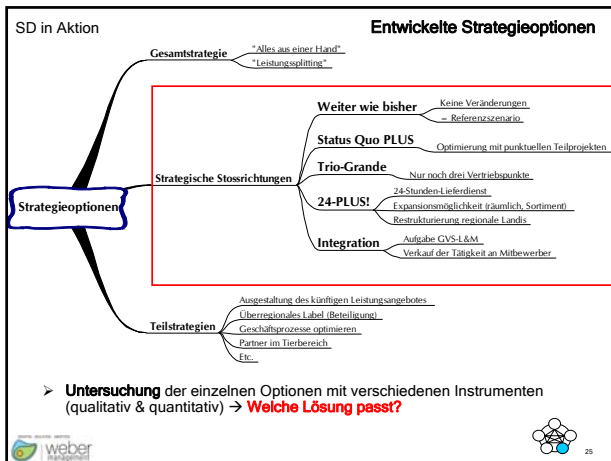 SD in Aktion
Entwickelte Strategieoptionen
Strategieoptionen
Gesamtstrategie
"Alles aus einer Hand"
"Leistungssplitting"
Strategische Stossrichtungen
Weiter wie bisher
Keine Veränderungen
= Referenzszenario
Status Quo PLUS
Optimierung mit punktuellen Teilprojekten
Trio-Grande
Nur noch drei Vertriebspunkte
24-PLUS!
24-Stunden-Lieferdienst
Expansionsmöglichkeit (räumlich, Sortiment)
Restrukturierung regionale Landis
Integration
Aufgabe GVS-L&M
Verkauf der Tätigkeit an Mitbewerber
Teilstrategien
Ausgestaltung des künftigen Leistungsangebotes
Überregionales Label (Beteiligung)
Geschäftsprozesse optimieren
Partner im Tierbereich
Etc.
➢ Untersuchung der einzelnen Optionen mit verschiedenen Instrumenten
(qualitativ & quantitativ) → Welche Lösung passt?
weber
management
25